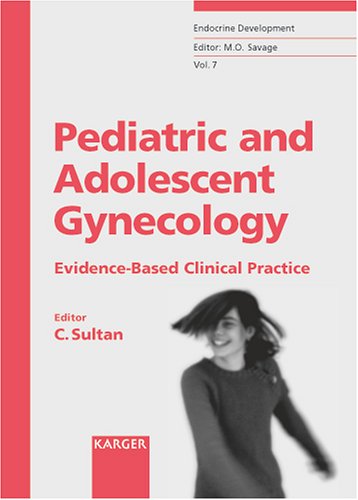 Endocrine Development
Editor: M.O. Savage
Vol. 7
Pediatric and
Adolescent
Gynecology
Evidence-Based Clinical Practice
Editor
C. Sultan
KARGER